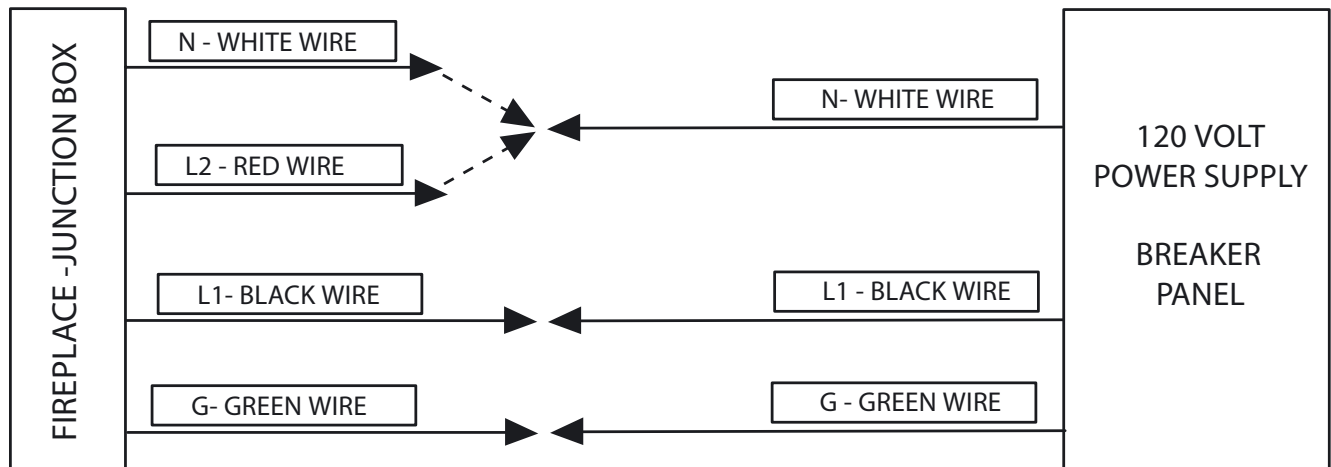 FIREPLACE -JUNCTION BOX
N - WHITE WIRE
L2 - RED WIRE
L1- BLACK WIRE
G- GREEN WIRE
N- WHITE WIRE
L1 - BLACK WIRE
G - GREEN WIRE
120 VOLT
POWER SUPPLY
BREAKER
PANEL